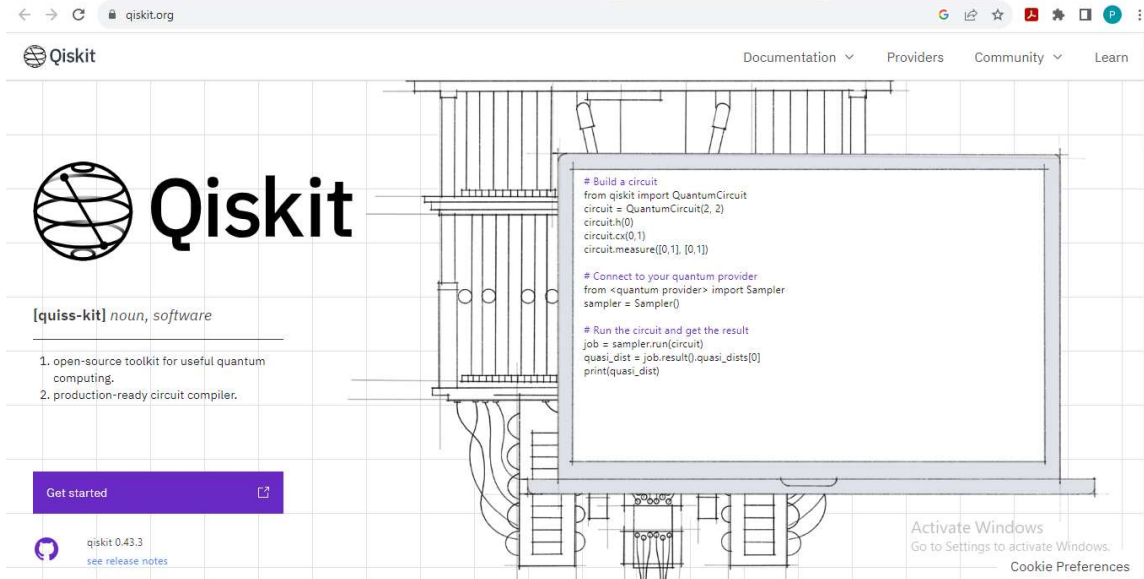 qiskit.org
G
P
Qiskit
Documentation
Providers
Community
Learn
Qiskit
[quiss-kit] noun, software
1. open-source toolkit for useful quantum
computing.
2. production-ready circuit compiler.
Get started
qiskit 0.43.3
see release notes
# Build a circuit
from qiskit import QuantumCircuit
circuit = QuantumCircuit(2, 2)
circuit.h(0)
circuit.cx(0,1)
circuit.measure([0,1], [0,1])
# Connect to your quantum provider
from <quantum provider> import Sampler
sampler = Sampler()
# Run the circuit and get the result
job = sampler.run(circuit)
quasi_dist = job.result().quasi_dists[0]
print(quasi_dist)
Activate Windows
Go to Settings to activate Windows.
Cookie Preferences